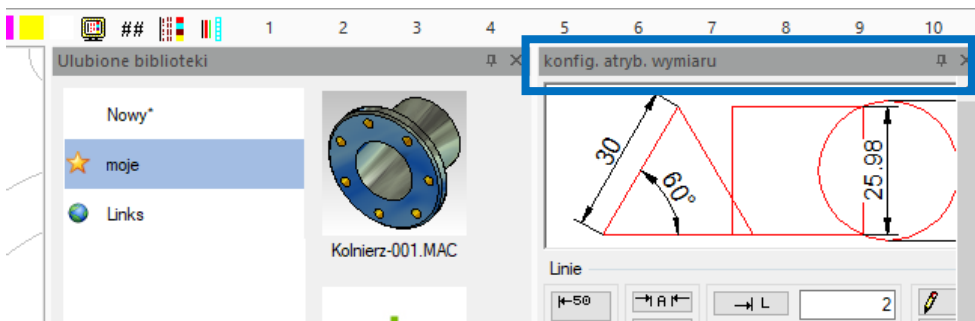 ## 1 2 3 4 5 6 7 8 9 10
Ulubione biblioteki
konfig. atryb. wymiaru
Nowy*
moje
Links
Kolnierz-001.MAC
30
60°
25.98
Linie
50
A
L
2